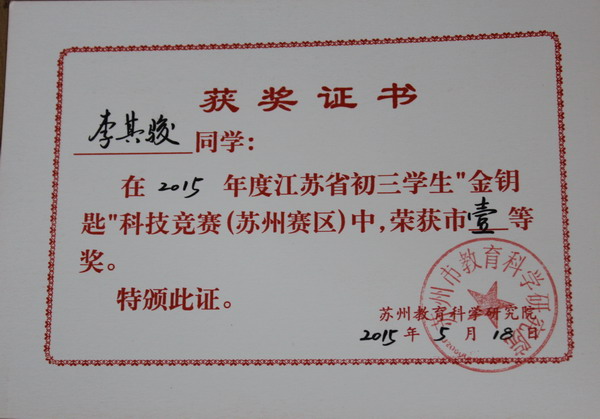 获奖证书
李其骏同学：
在2015年度江苏省初三学生"金钥
匙"科技竞赛(苏州赛区)中，荣获市壹等
奖。
特颁此证。
苏州教育科学研究院
2015年5月18日
苏州市教育科学研究院